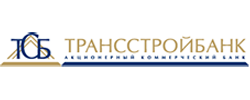 ТСБ
ТРАНССТРОЙБАНК
АКЦИОНЕРНЫЙ КОММЕРЧЕСКИЙ БАНК